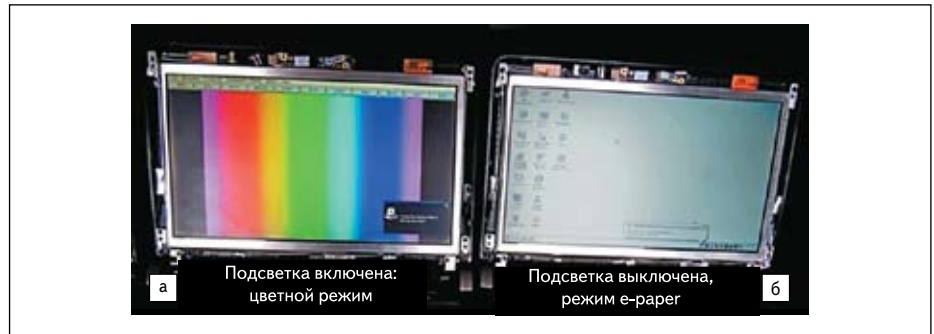 а
Подсветка включена:
цветной режим
Подсветка выключена,
режим e-paper
б